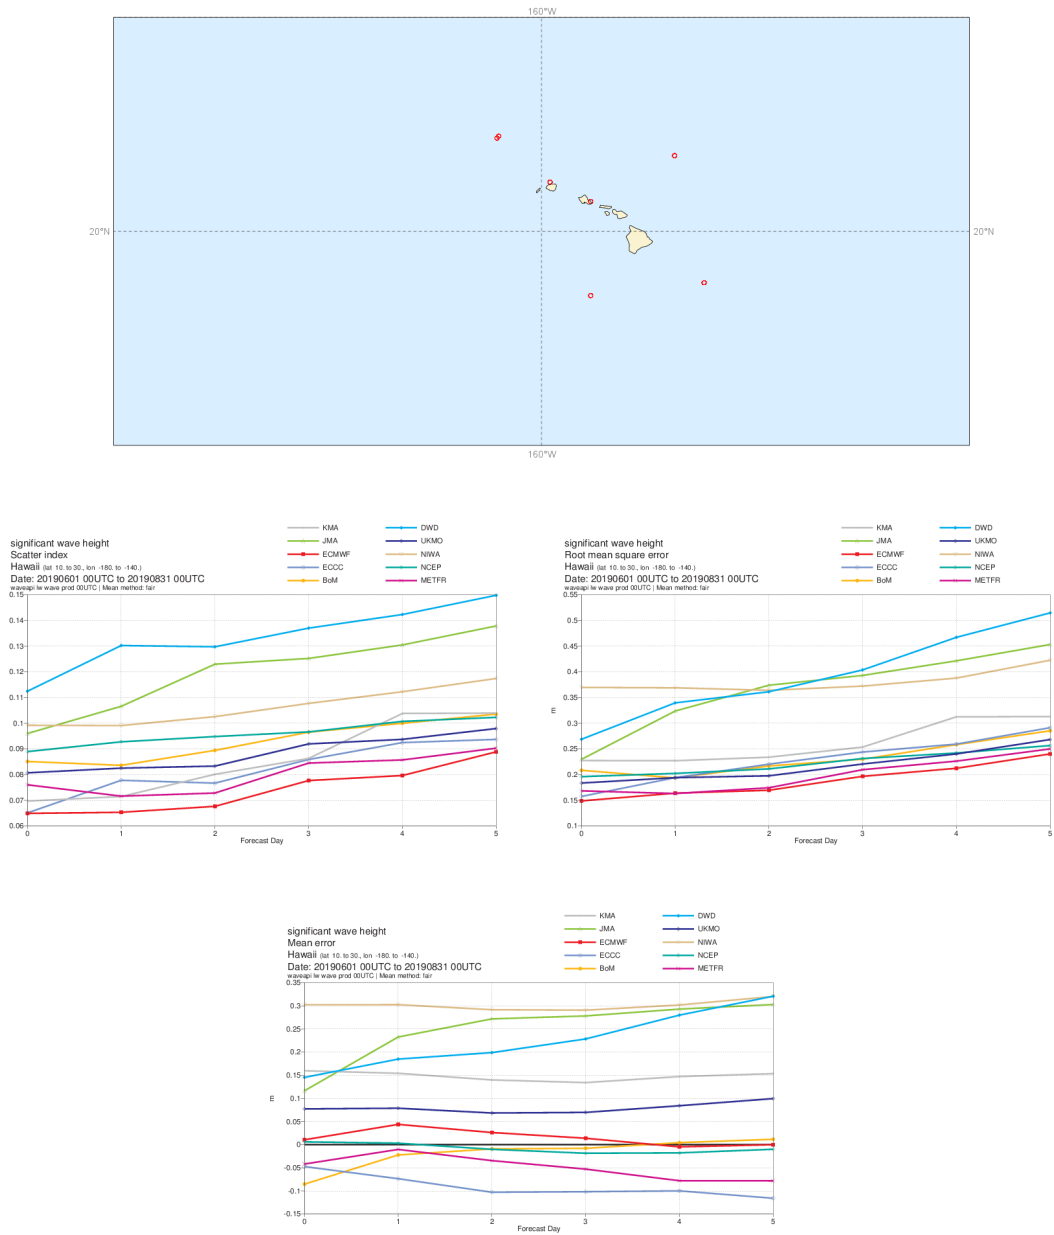 160°W
20°N
20°N
160°W
significant wave height
Scatter index
Hawaii (lat 10. to 30., lon -180. to -140.)
Date: 20190601 00UTC to 20190831 00UTC
waveapi lw wave prod 00UTC | Mean method: fair
KMA
JMA
ECMWF
ECCC
BoM
DWD
UKMO
NIWA
NCEP
METFR
0.15
0.14
0.13
0.12
0.11
0.1
0.09
0.08
0.07
0.06
0 1 2 3 4 5
Forecast Day
significant wave height
Root mean square error
Hawaii (lat 10. to 30., lon -180. to -140.)
Date: 20190601 00UTC to 20190831 00UTC
waveapi lw wave prod 00UTC | Mean method: fair
KMA
JMA
ECMWF
ECCC
BoM
DWD
UKMO
NIWA
NCEP
METFR
0.55
0.5
0.45
0.4
0.35
0.3
0.25
0.2
0.15
0.1
m
0 1 2 3 4 5
Forecast Day
significant wave height
Mean error
Hawaii (lat 10. to 30., lon -180. to -140.)
Date: 20190601 00UTC to 20190831 00UTC
waveapi lw wave prod 00UTC | Mean method: fair
KMA
JMA
ECMWF
ECCC
BoM
DWD
UKMO
NIWA
NCEP
METFR
0.35
0.3
0.25
0.2
0.15
0.1
0.05
0
-0.05
-0.1
-0.15
m
0 1 2 3 4 5
Forecast Day